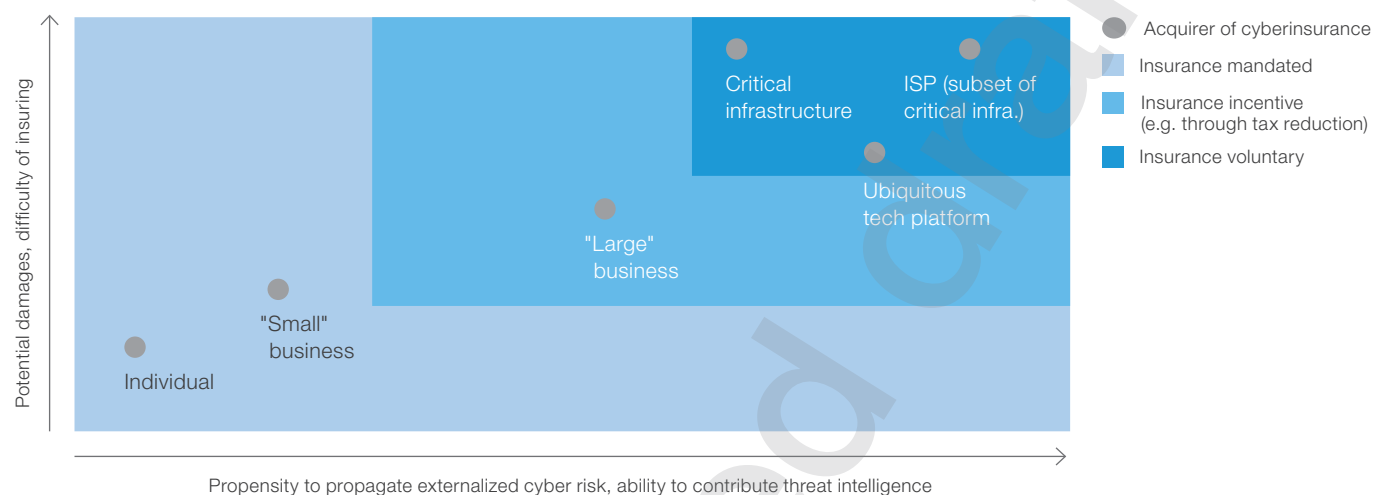 Potential damages, difficulty of insuring
Critical
infrastructure
ISP (subset of
critical infra.)
Ubiquitous
tech platform
"Large"
business
"Small"
business
Individual
Propensity to propagate externalized cyber risk, ability to contribute threat intelligence
Acquirer of cyberinsurance
Insurance mandated
Insurance incentive
(e.g. through tax reduction)
Insurance voluntary